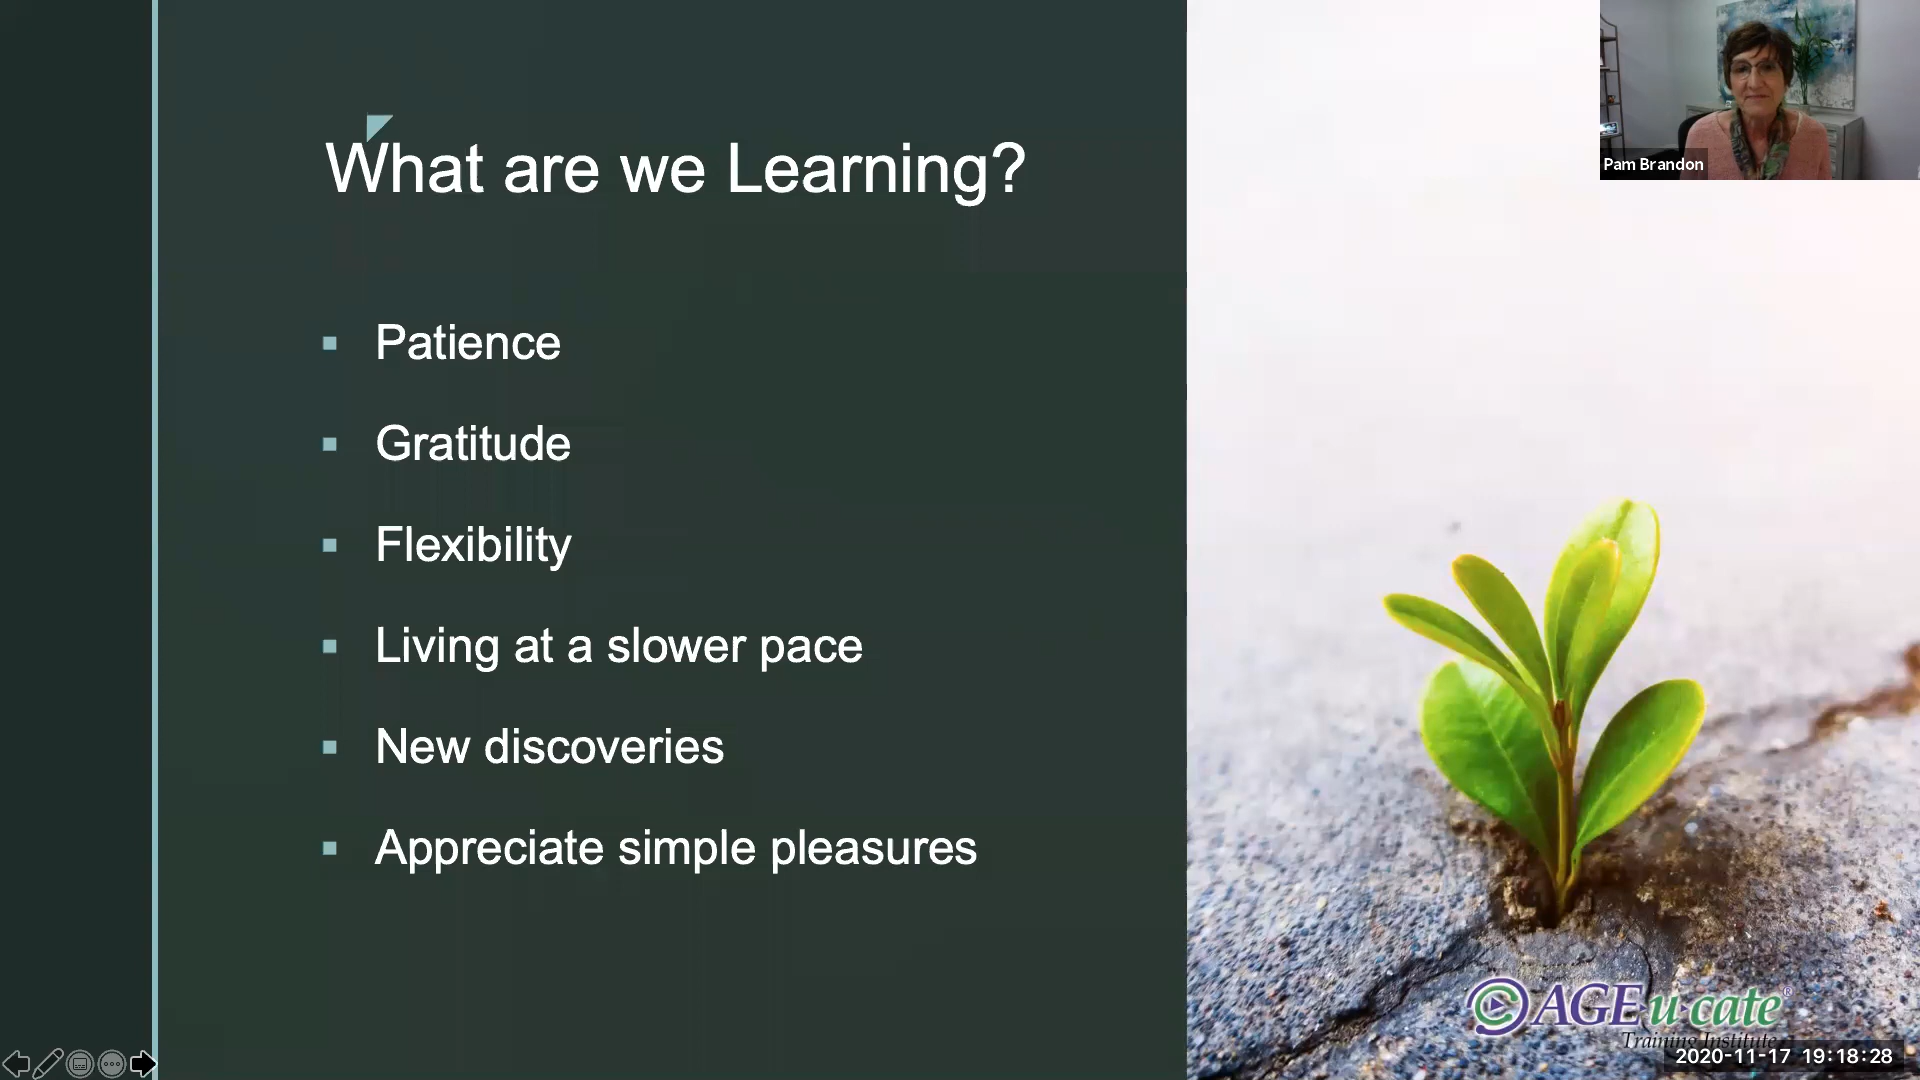 What are we Learning?
Patience
Gratitude
Flexibility
Living at a slower pace
New discoveries
Appreciate simple pleasures
Pam Brandon
AGE-u-cate®
Training Institute
2020-11-17 19:18:28